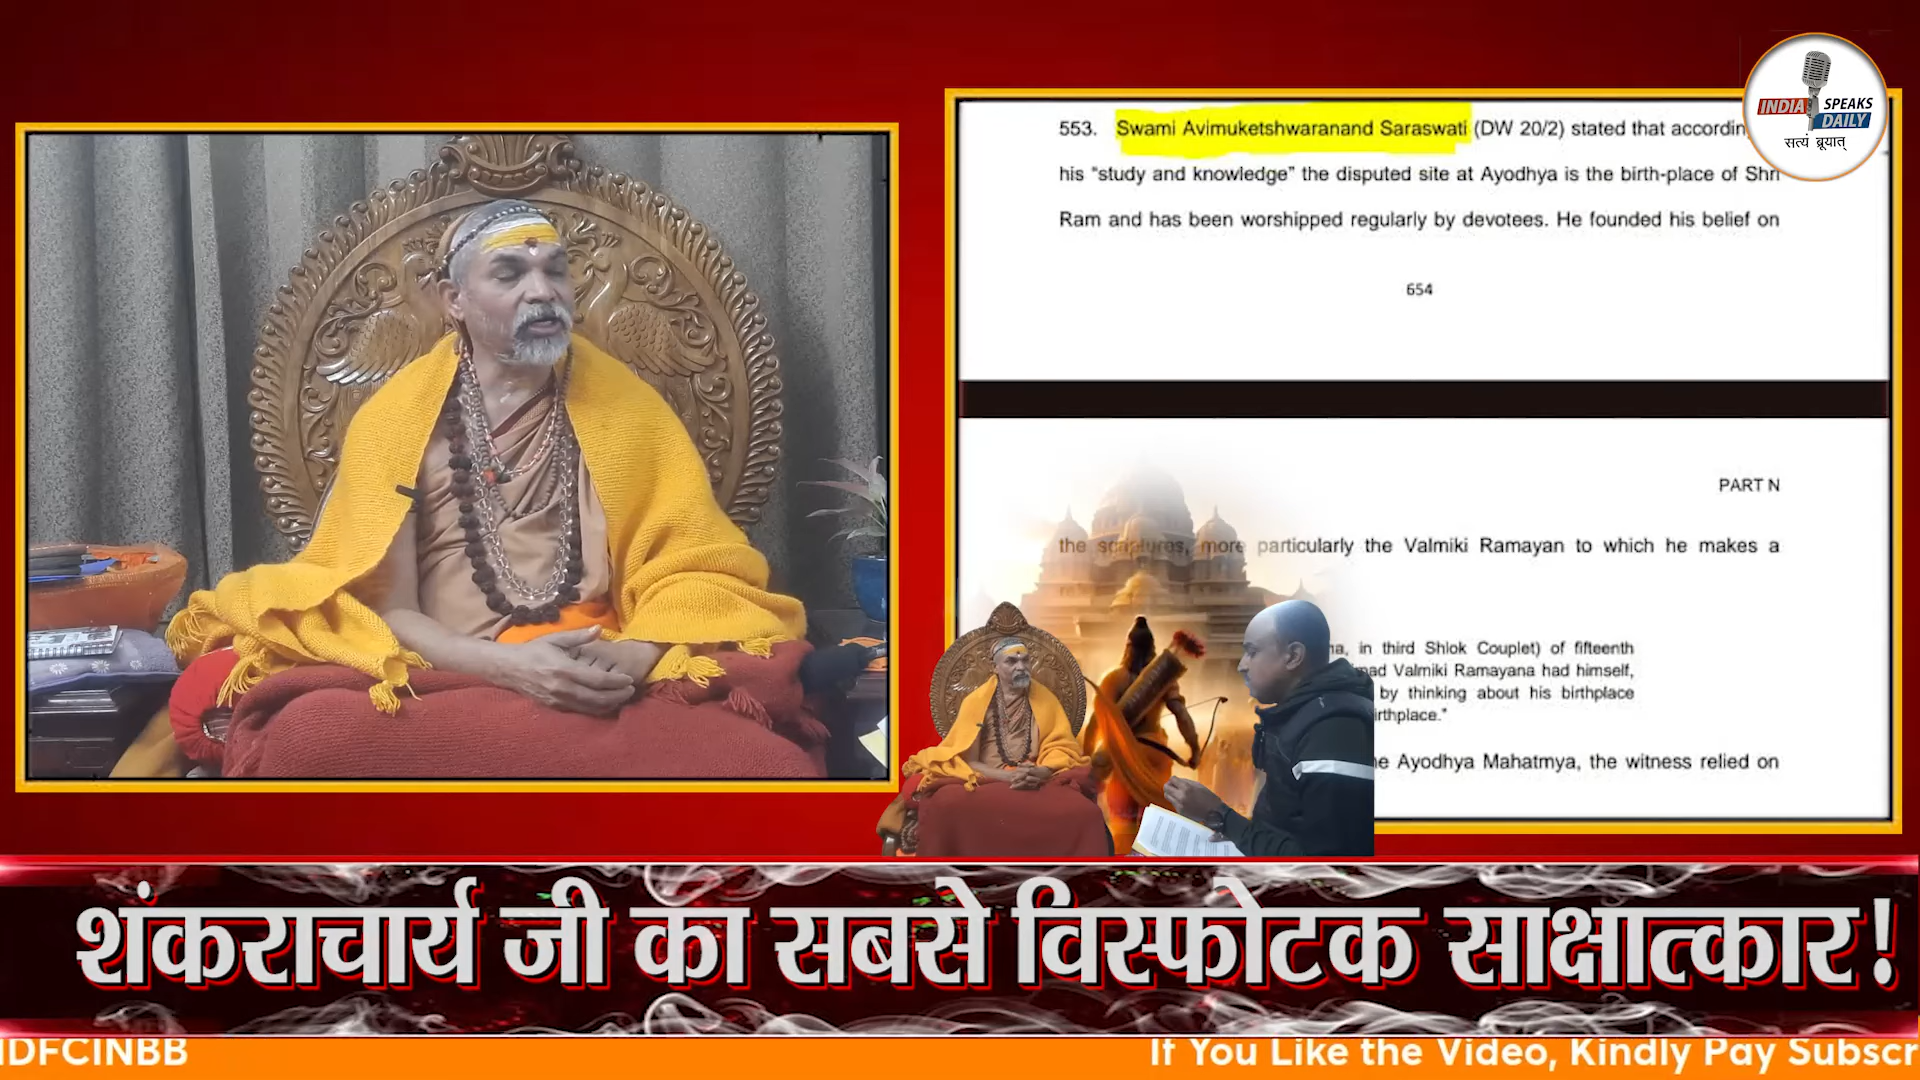 INDIA SPEAKS
DAILY
सत्यं ब्रूयात्
553. Swami Avimuketshwaranand Saraswati (DW 20/2) stated that accordin
his “study and knowledge” the disputed site at Ayodhya is the birth-place of Shri
Ram and has been worshipped regularly by devotees. He founded his belief on
654
PART N
the scriptures, more particularly the Valmiki Ramayan to which he makes a
, in third Shlok Couplet) of fifteenth
Valmiki Ramayana had himself,
by thinking about his birthplace
irthplace.”
Ayodhya Mahatmya, the witness relied on
शंकराचार्य जी का सबसे विस्फोटक साक्षात्कार!
IDFCINBB
If You Like the Video, Kindly Pay Subscr